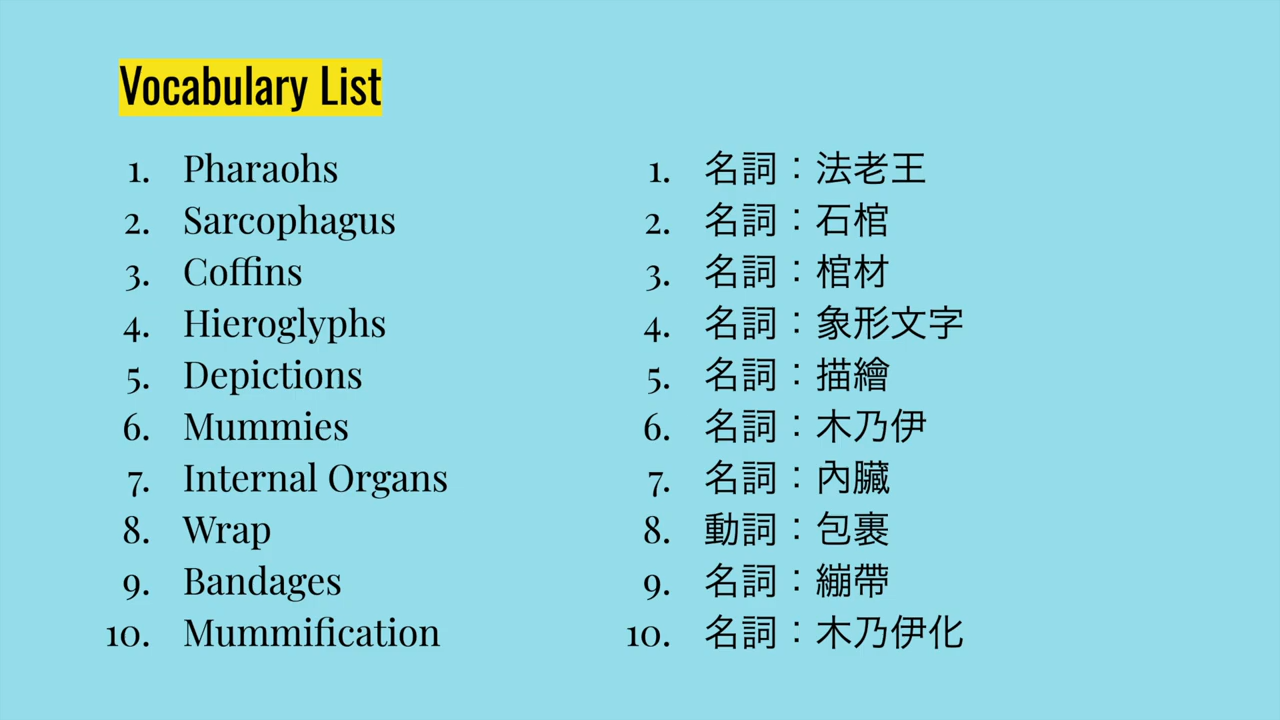 Vocabulary List
1. Pharaohs
2. Sarcophagus
3. Coffins
4. Hieroglyphs
5. Depictions
6. Mummies
7. Internal Organs
8. Wrap
9. Bandages
10. Mummification
1. 名詞：法老王
2. 名詞：石棺
3. 名詞：棺材
4. 名詞：象形文字
5. 名詞：描繪
6. 名詞：木乃伊
7. 名詞：內臟
8. 動詞：包裹
9. 名詞：繃帶
10. 名詞：木乃伊化